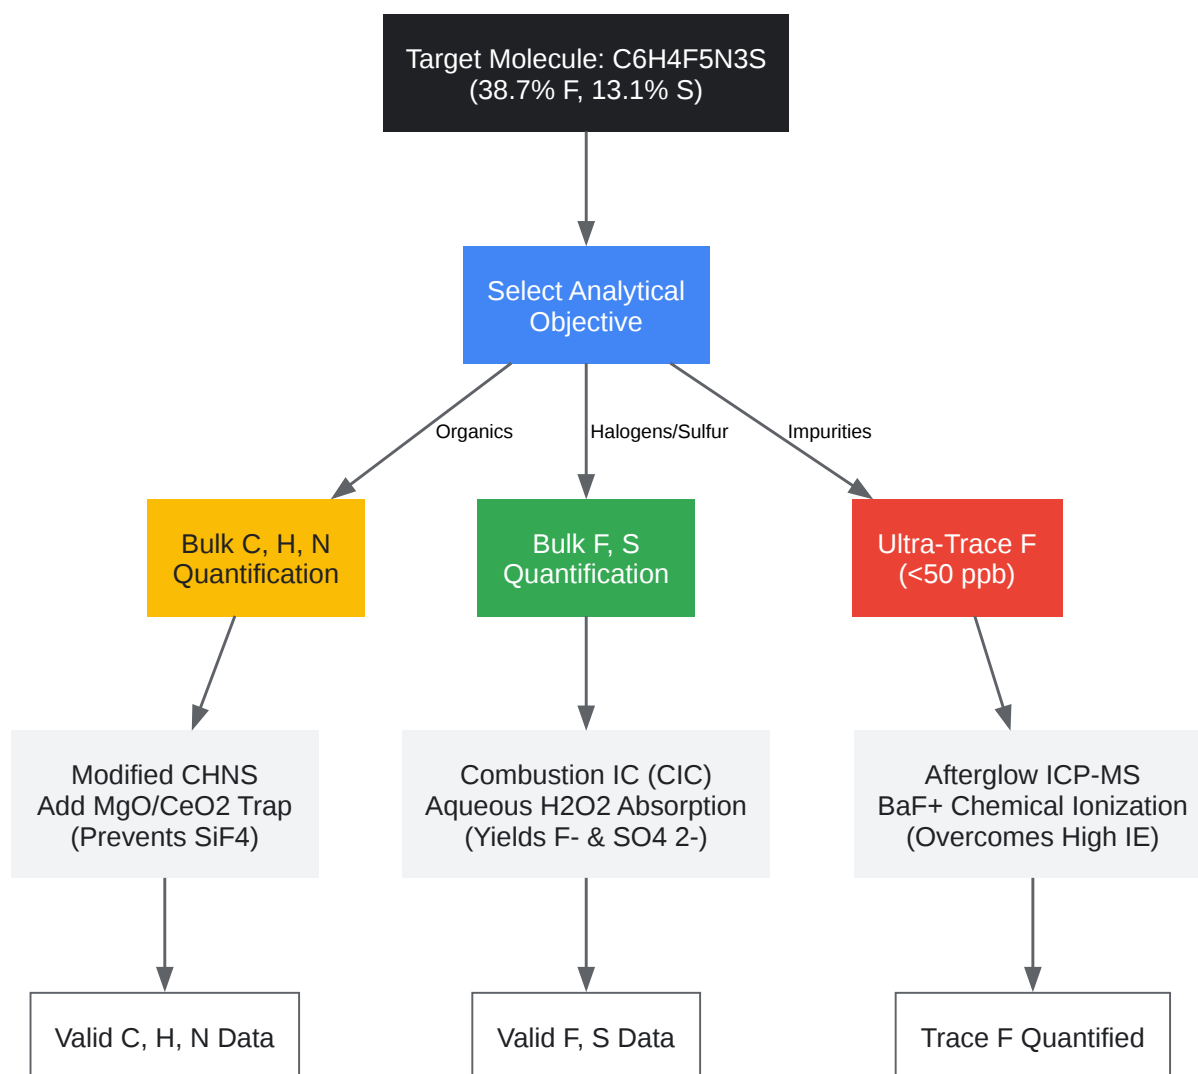 Target Molecule: C6H4F5N3S
(38.7% F, 13.1% S)
Select Analytical
Objective
Organics
Halogens/Sulfur
Impurities
Bulk C, H, N
Quantification
Bulk F, S
Quantification
Ultra-Trace F
(<50 ppb)
Modified CHNS
Add MgO/CeO2 Trap
(Prevents SiF4)
Combustion IC (CIC)
Aqueous H2O2 Absorption
(Yields F- & SO4 2-)
Afterglow ICP-MS
BaF+ Chemical Ionization
(Overcomes High IE)
Valid C, H, N Data
Valid F, S Data
Trace F Quantified